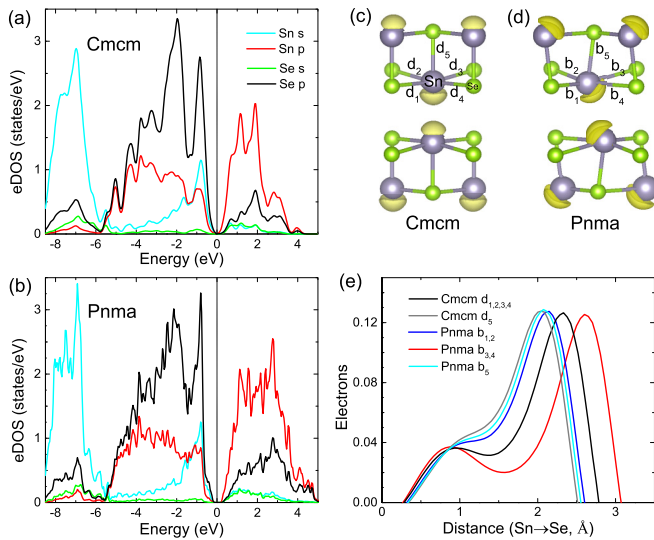 (a)
Cmcm
Sn s
Sn p
Se s
Se p
eDOS (states/eV)
3
2
1
0
-8 -6 -4 -2 0 2 4
Energy (eV)
(b)
Pnma
eDOS (states/eV)
3
2
1
0
-8 -6 -4 -2 0 2 4
Energy (eV)
(c)
d5
d2 d3
Sn
Se
d1 d4
Cmcm
(d)
b5
b2 b3
b1 b4
Pnma
(e)
Cmcm d1,2,3,4
Cmcm d5
Pnma b1,2
Pnma b3,4
Pnma b5
Electrons
0.12
0.08
0.04
0.00
0 1 2 3
Distance (Sn→Se, Å)